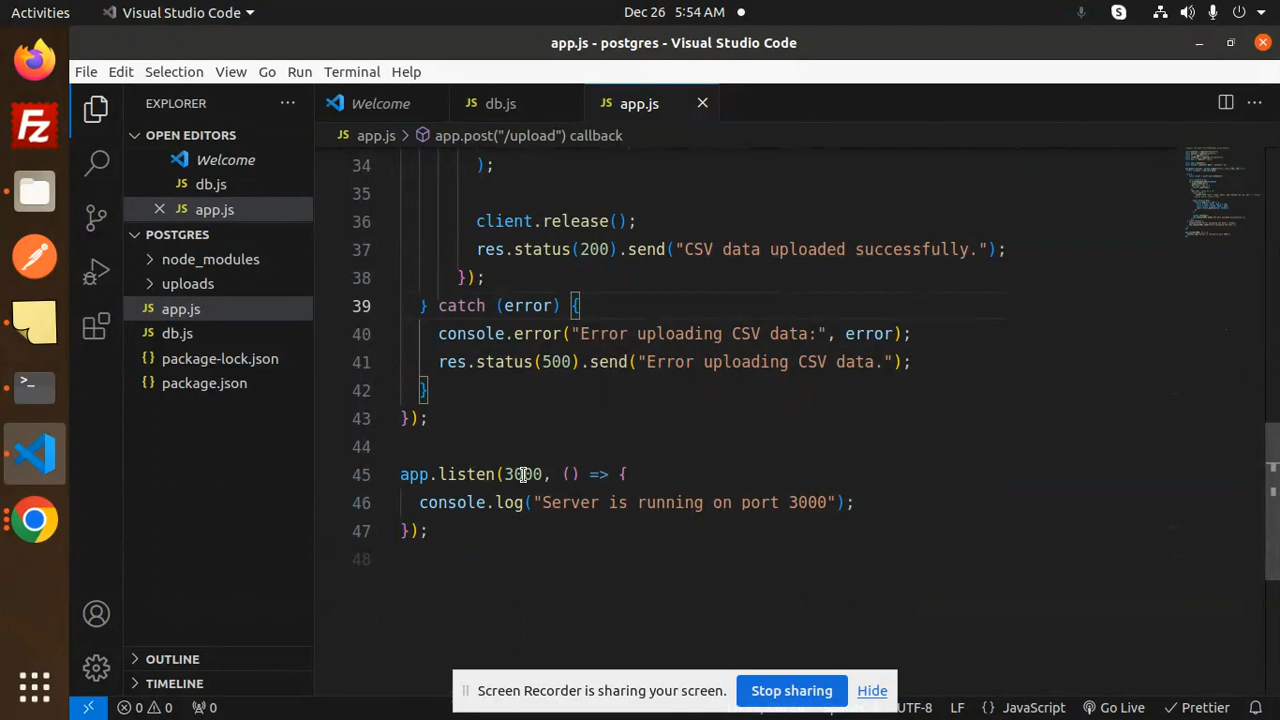 Activities Visual Studio Code Dec 26 5:54 AM
app.js - postgres - Visual Studio Code
File Edit Selection View Go Run Terminal Help
EXPLORER
Welcome db.js app.js
app.js > app.post("/upload") callback
OPEN EDITORS
Welcome
db.js
app.js
POSTGRES
node_modules
uploads
app.js
db.js
package-lock.json
package.json
OUTLINE
TIMELINE
34 );
35
36 client.release();
37 res.status(200).send("CSV data uploaded successfully.");
38 });
39 } catch (error) {
40 console.error("Error uploading CSV data:", error);
41 res.status(500).send("Error uploading CSV data.");
42 }
43 });
44
45 app.listen(3000, () => {
46 console.log("Server is running on port 3000");
47 });
48
Screen Recorder is sharing your screen. Stop sharing Hide
0 0 0 UTF-8 LF {} JavaScript Go Live Prettier